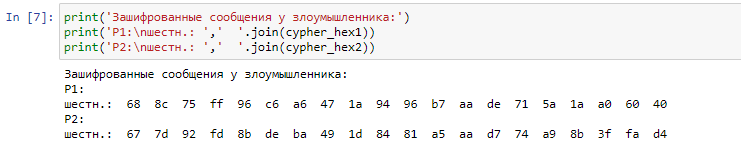 In [7]: print('Зашифрованные сообщения у злоумышленника:')
print('P1:\nшестн.: ','  '.join(cypher_hex1))
print('P2:\nшестн.: ','  '.join(cypher_hex2))
Зашифрованные сообщения у злоумышленника:
P1:
шестн.:  68  8c  75  ff  96  c6  a6  47  1a  94  96  b7  aa  de  71  5a  1a  a0  60  40
P2:
шестн.:  67  7d  92  fd  8b  de  ba  49  1d  84  81  a5  aa  d7  74  a9  8b  3f  fa  d4